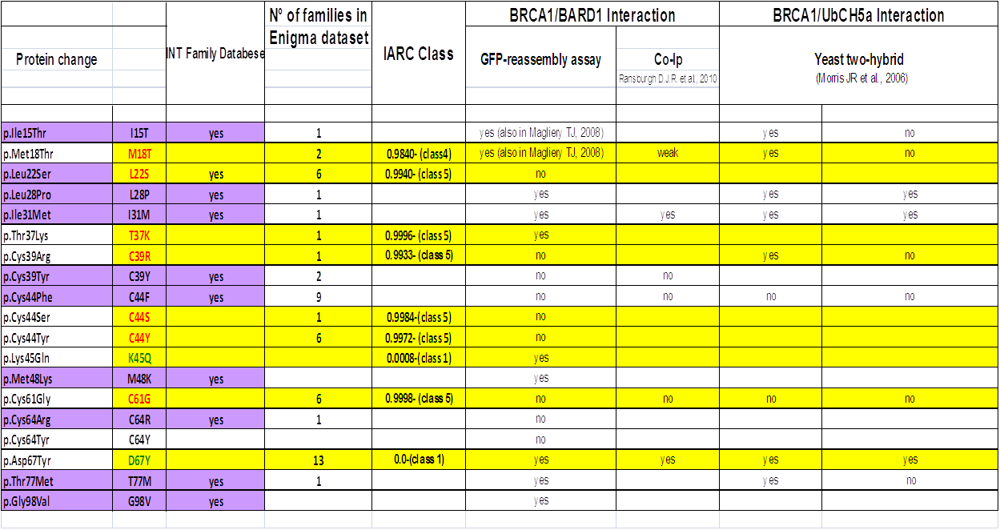 Protein change INT Family Databese Nº of families in Enigma dataset IARC Class BRCA1/BARD1 Interaction BRCA1/UbCH5a Interaction
GFP-reassembly assay Co-Ip Yeast two-hybrid
Ransburgh D.J.R. et al., 2010 (Morris JR et al., 2006)
p.Ile15Thr I15T yes 1 yes (also in Magliery TJ, 2008) yes no
p.Met18Thr M18T 2 0.9840- (class4) yes (also in Magliery TJ, 2008) weak yes no
p.Leu22Ser L22S yes 6 0.9940- (class 5) no
p.Leu28Pro L28P yes 1 yes yes yes
p.Ile31Met I31M yes 1 yes yes yes yes
p.Thr37Lys T37K 1 0.9996- (class 5) yes
p.Cys39Arg C39R 1 0.9933- (class 5) no yes no
p.Cys39Tyr C39Y yes 2 no no
p.Cys44Phe C44F yes 9 no no no no
p.Cys44Ser C44S 1 0.9984-(class 5) no
p.Cys44Tyr C44Y 6 0.9972- (class 5) no
p.Lys45Gln K45Q 0.0008-(class 1) yes
p.Met48Lys M48K yes yes
p.Cys61Gly C61G 6 0.9998- (class 5) no no no no
p.Cys64Arg C64R yes 1 no
p.Cys64Tyr C64Y no
p.Asp67Tyr D67Y 13 0.0-(class 1) yes yes yes yes
p.Thr77Met T77M yes 1 yes yes no
p.Gly98Val G98V yes yes